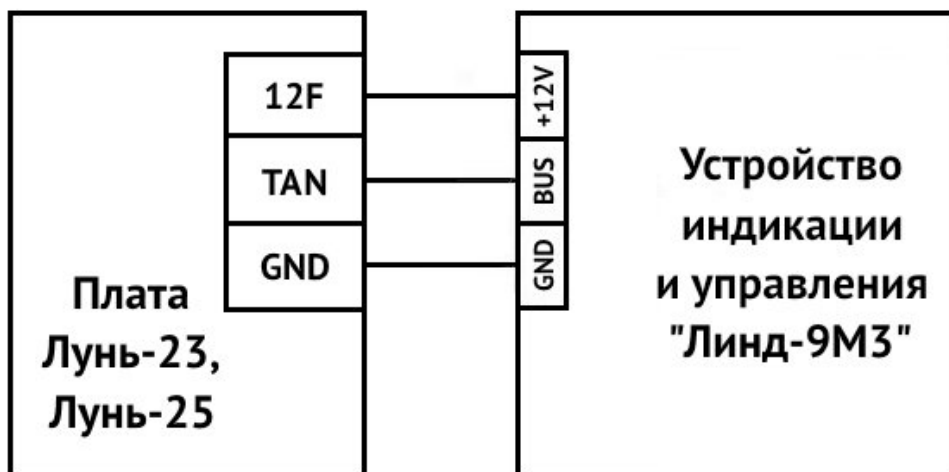 12F
TAN
GND
Плата
Лунь-23,
Лунь-25
+12V
BUS
GND
Устройство
индикации
и управления
"Линд-9М3"